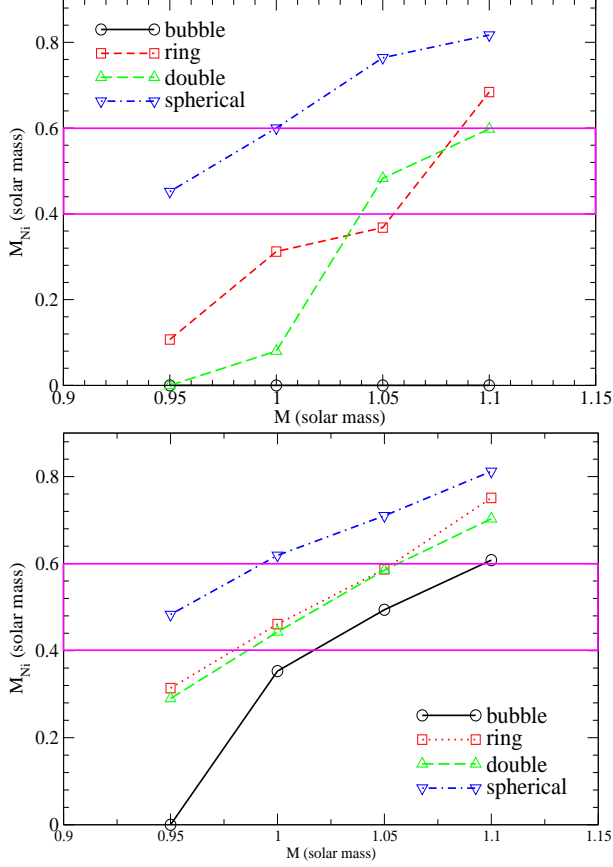 bubble
ring
double
spherical
0.8
0.6
0.4
0.2
0
M_Ni (solar mass)
0.9 0.95 1 1.05 1.1 1.15
M (solar mass)
0.8
0.6
0.4
0.2
0
M_Ni (solar mass)
bubble
ring
double
spherical
0.9 0.95 1 1.05 1.1 1.15
M (solar mass)